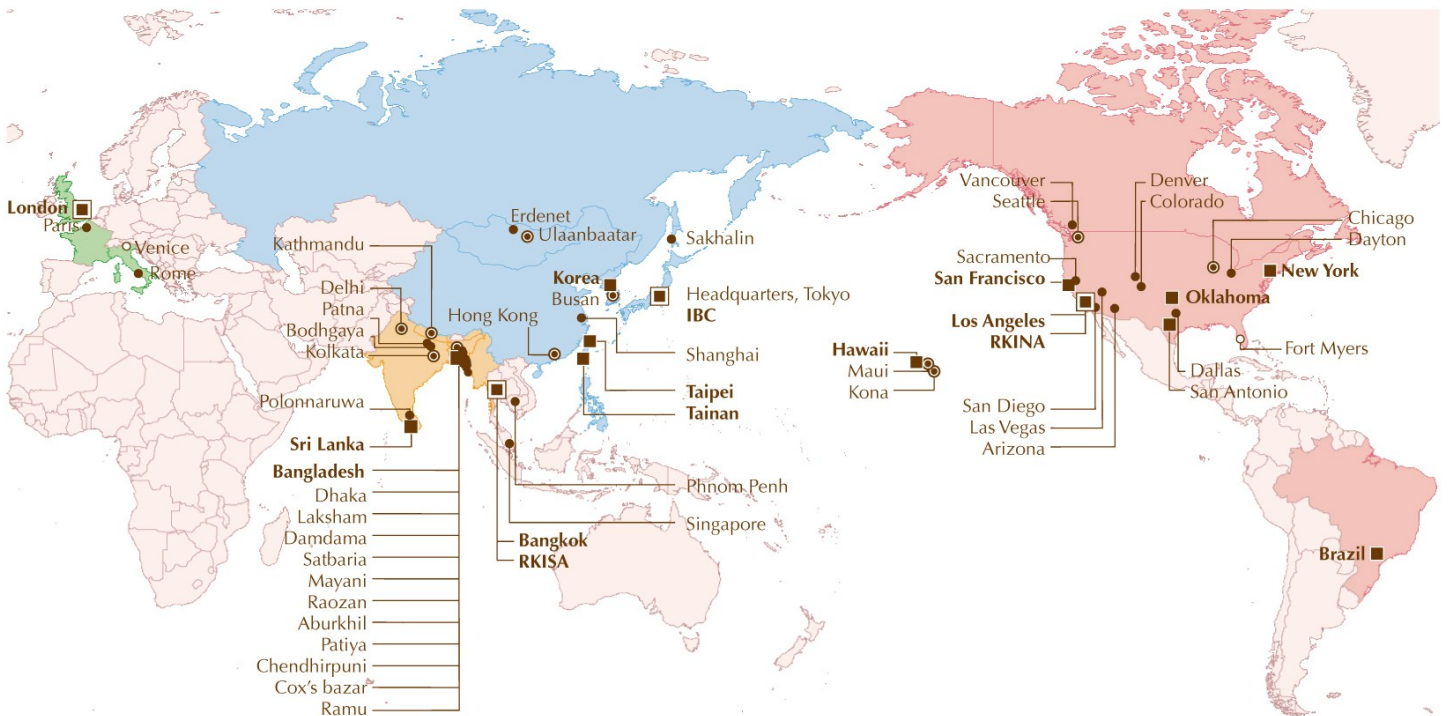 London
Paris
Venice
Rome
Kathmandu
Delhi
Patna
Bodhgaya
Kolkata
Polonnaruwa
Sri Lanka
Bangladesh
Dhaka
Laksham
Damdama
Satbaria
Mayani
Raozan
Aburkhil
Patiya
Chendhirpuni
Cox's bazar
Ramu
Erdenet
Ulaanbaatar
Sakhalin
Korea
Busan
Headquarters, Tokyo
IBC
Hong Kong
Shanghai
Taipei
Tainan
Phnom Penh
Singapore
Bangkok
RKISA
Hawaii
Maui
Kona
Vancouver
Seattle
Denver
Colorado
Chicago
Dayton
Sacramento
San Francisco
New York
Oklahoma
Los Angeles
RKINA
Fort Myers
Dallas
San Antonio
San Diego
Las Vegas
Arizona
Brazil